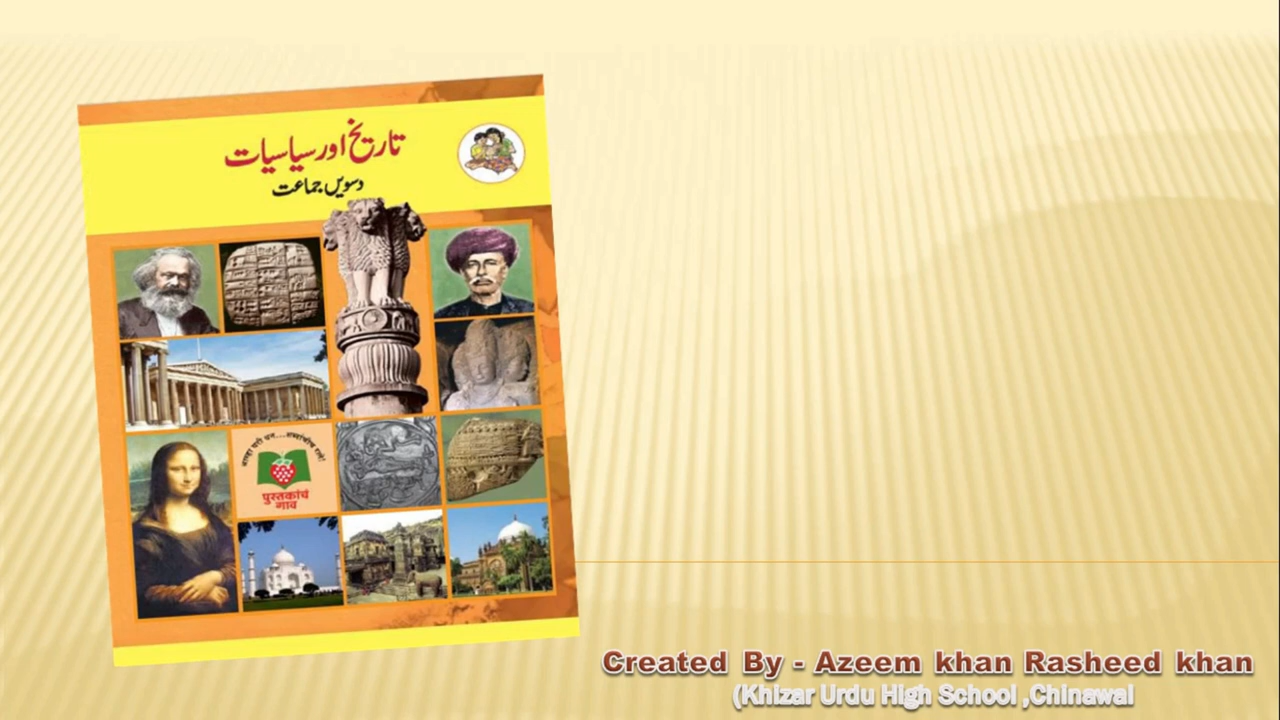 تاریخ اور سیاسیات
دسویں جماعت
पुस्तकांचं
गाव
Created By - Azeem khan Rasheed khan
(Khizar Urdu High School ,Chinawal